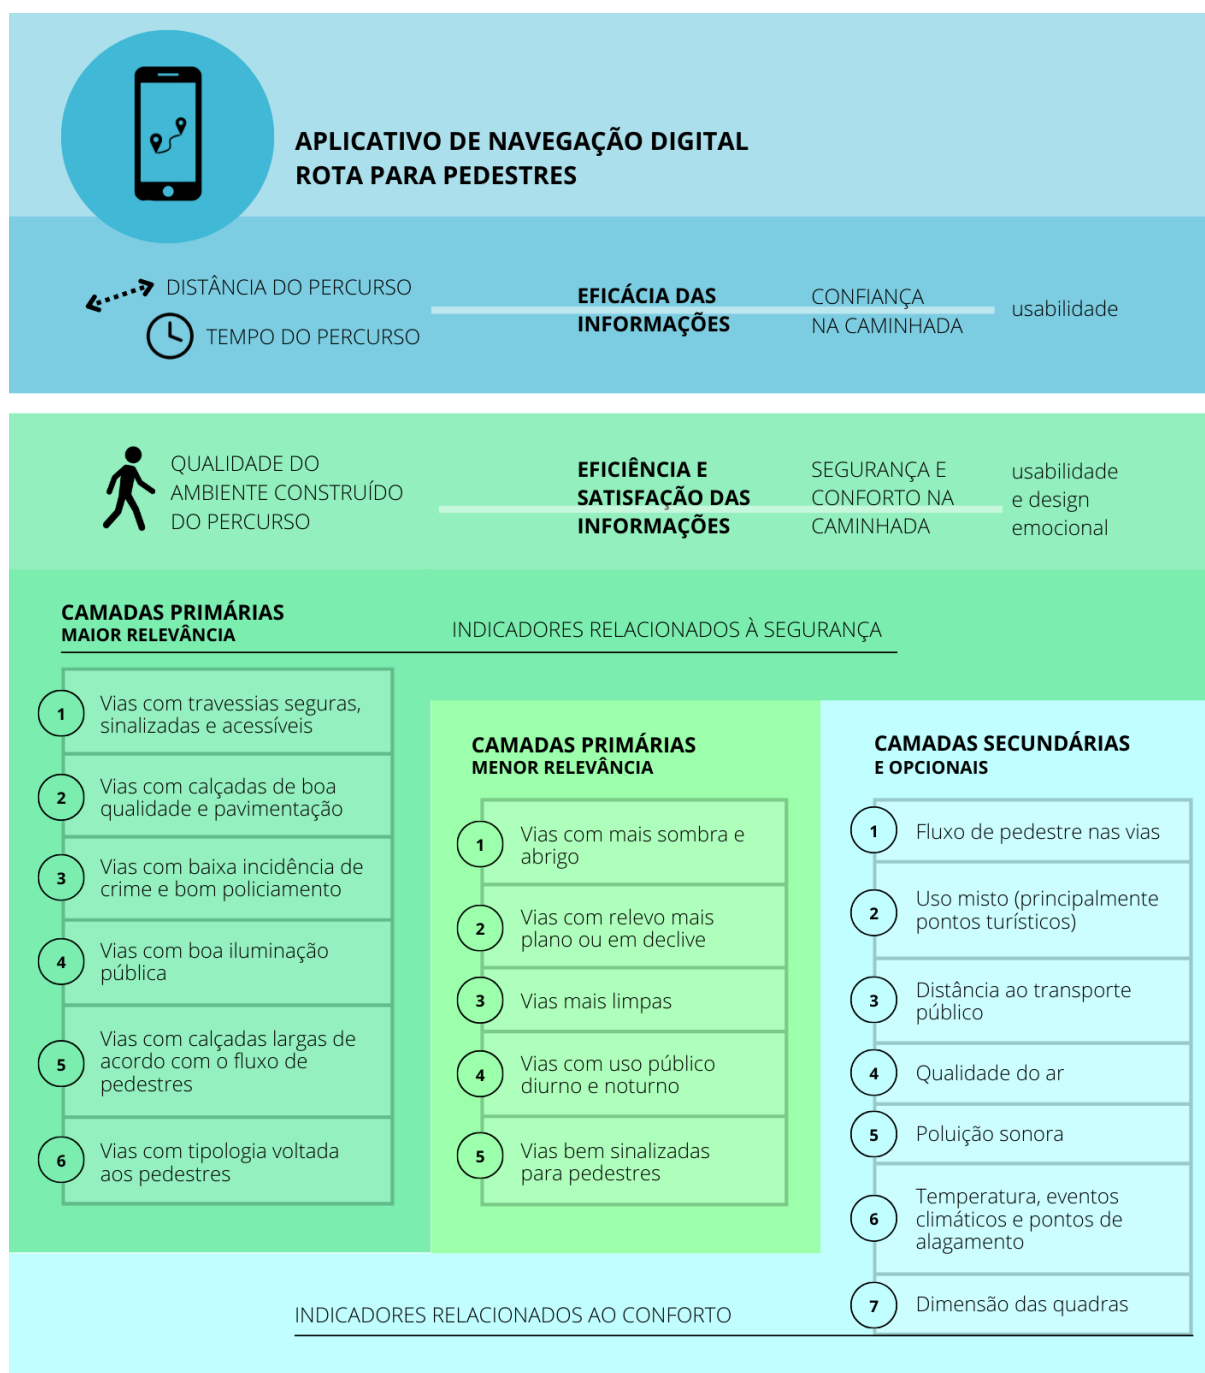 APLICATIVO DE NAVEGAÇÃO DIGITAL
ROTA PARA PEDESTRES
DISTÂNCIA DO PERCURSO
TEMPO DO PERCURSO
EFICÁCIA DAS
INFORMAÇÕES
CONFIANÇA
NA CAMINHADA
usabilidade
QUALIDADE DO
AMBIENTE CONSTRUÍDO
DO PERCURSO
EFICIÊNCIA E
SATISFAÇÃO DAS
INFORMAÇÕES
SEGURANÇA E
CONFORTO NA
CAMINHADA
usabilidade
e design
emocional
CAMADAS PRIMÁRIAS
MAIOR RELEVÂNCIA
INDICADORES RELACIONADOS À SEGURANÇA
1
Vias com travessias seguras,
sinalizadas e acessíveis
2
Vias com calçadas de boa
qualidade e pavimentação
3
Vias com baixa incidência de
crime e bom policiamento
4
Vias com boa iluminação
pública
5
Vias com calçadas largas de
acordo com o fluxo de
pedestres
6
Vias com tipologia voltada
aos pedestres
CAMADAS PRIMÁRIAS
MENOR RELEVÂNCIA
1
Vias com mais sombra e
abrigo
2
Vias com relevo mais
plano ou em declive
3
Vias mais limpas
4
Vias com uso público
diurno e noturno
5
Vias bem sinalizadas
para pedestres
CAMADAS SECUNDÁRIAS
E OPCIONAIS
1
Fluxo de pedestre nas vias
2
Uso misto (principalmente
pontos turísticos)
3
Distância ao transporte
público
4
Qualidade do ar
5
Poluição sonora
6
Temperatura, eventos
climáticos e pontos de
alagamento
7
Dimensão das quadras
INDICADORES RELACIONADOS AO CONFORTO